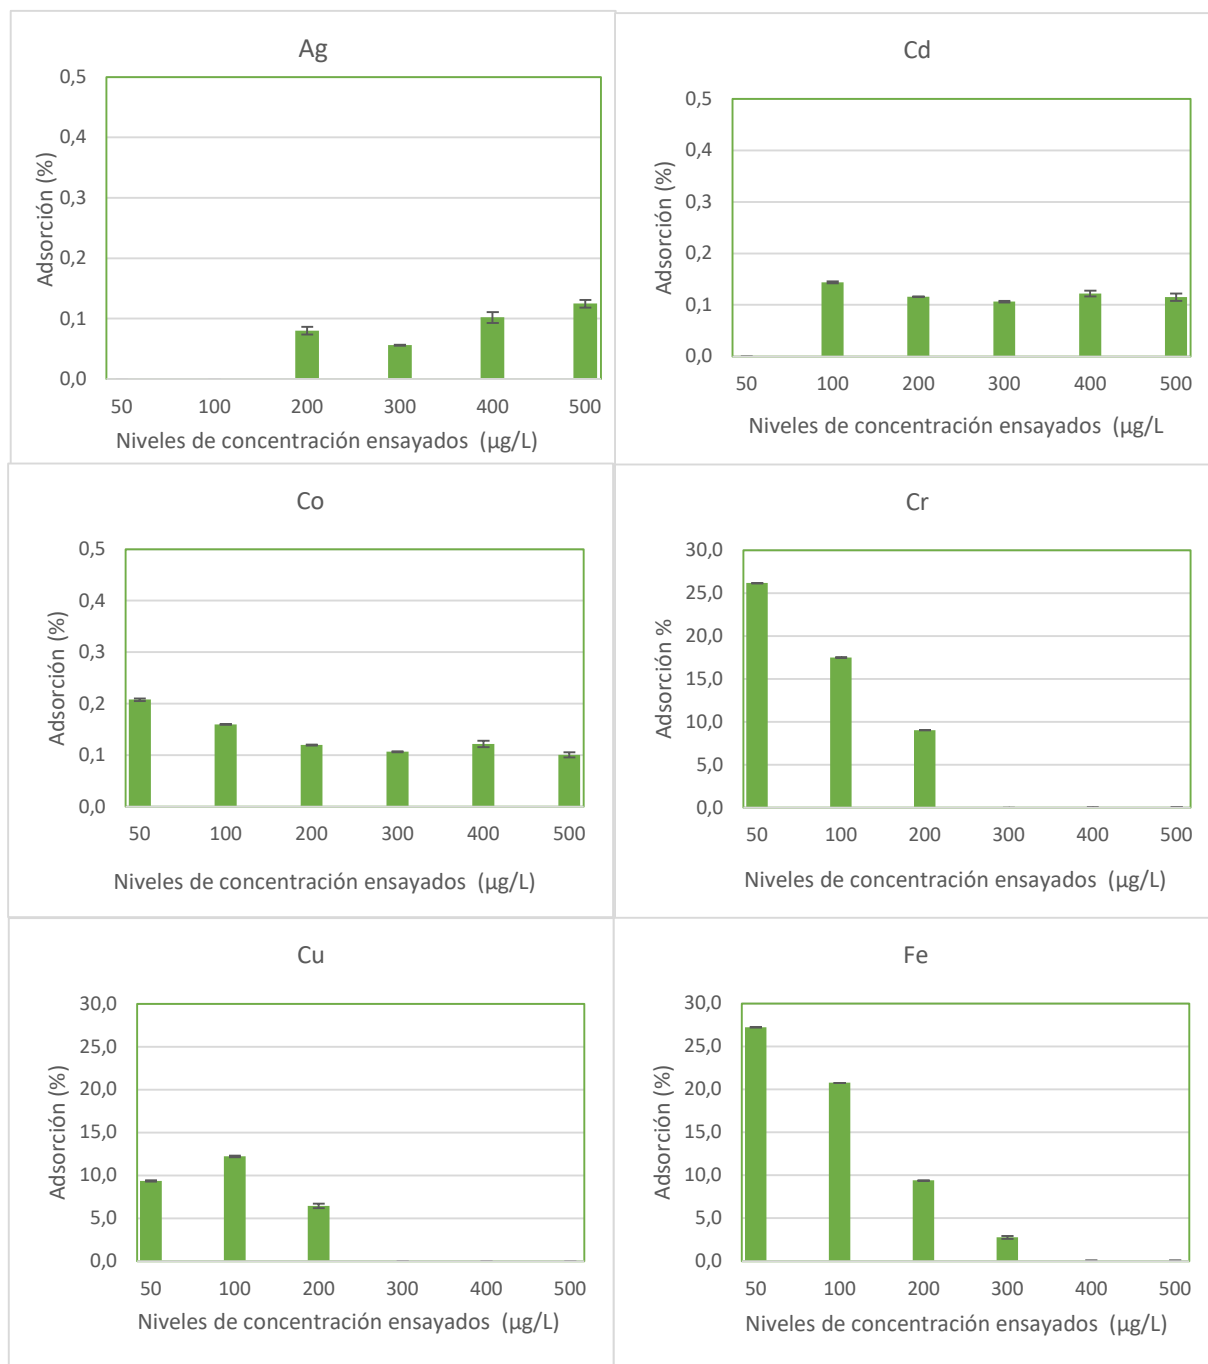 Ag
0,5
0,4
0,3
0,2
0,1
0,0
Adsorción (%)
50 100 200 300 400 500
Niveles de concentración ensayados (µg/L)
Cd
0,5
0,4
0,3
0,2
0,1
0,0
Adsorción (%)
50 100 200 300 400 500
Niveles de concentración ensayados (µg/L
Co
0,5
0,4
0,3
0,2
0,1
0,0
Adsorción (%)
50 100 200 300 400 500
Niveles de concentración ensayados (µg/L)
Cr
30,0
25,0
20,0
15,0
10,0
5,0
0,0
Adsorción %
50 100 200 300 400 500
Niveles de concentración ensayados (µg/L)
Cu
30,0
25,0
20,0
15,0
10,0
5,0
0,0
Adsorción (%)
50 100 200 300 400 500
Niveles de concentración ensayados (µg/L)
Fe
30,0
25,0
20,0
15,0
10,0
5,0
0,0
Adsorción (%)
50 100 200 300 400 500
Niveles de concentración ensayados (µg/L)